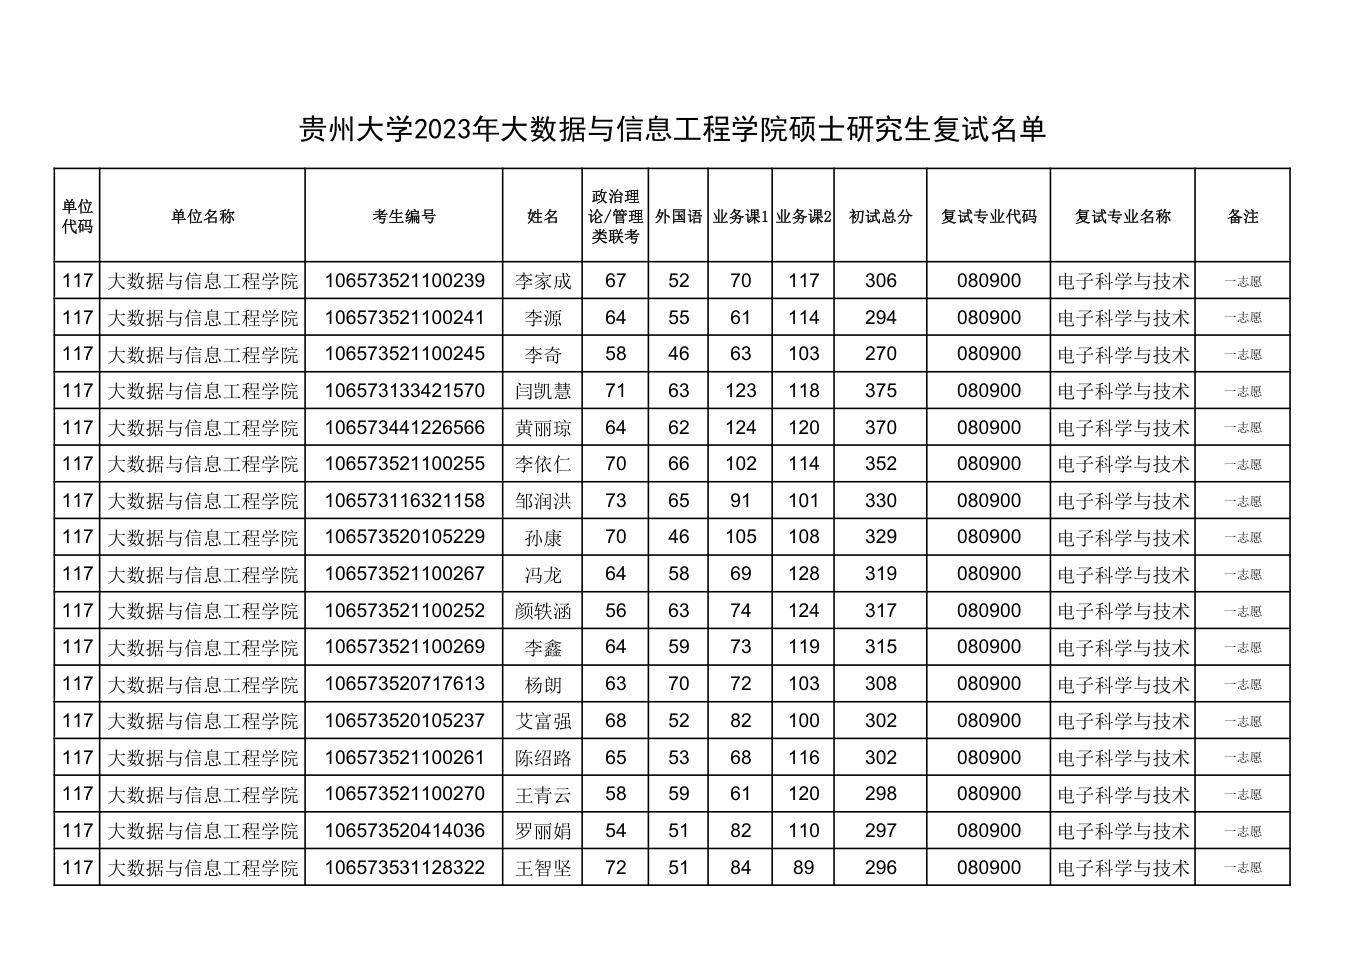 贵州大学2023年大数据与信息工程学院硕士研究生复试名单
单位代码 单位名称 考生编号 姓名 政治理论/管理类联考 外国语 业务课1 业务课2 初试总分 复试专业代码 复试专业名称 备注
117 大数据与信息工程学院 106573521100239 李家成 67 52 70 117 306 080900 电子科学与技术 一志愿
117 大数据与信息工程学院 106573521100241 李源 64 55 61 114 294 080900 电子科学与技术 一志愿
117 大数据与信息工程学院 106573521100245 李奇 58 46 63 103 270 080900 电子科学与技术 一志愿
117 大数据与信息工程学院 106573133421570 闫凯慧 71 63 123 118 375 080900 电子科学与技术 一志愿
117 大数据与信息工程学院 106573441226566 黄丽琼 64 62 124 120 370 080900 电子科学与技术 一志愿
117 大数据与信息工程学院 106573521100255 李依仁 70 66 102 114 352 080900 电子科学与技术 一志愿
117 大数据与信息工程学院 106573116321158 邹润洪 73 65 91 101 330 080900 电子科学与技术 一志愿
117 大数据与信息工程学院 106573520105229 孙康 70 46 105 108 329 080900 电子科学与技术 一志愿
117 大数据与信息工程学院 106573521100267 冯龙 64 58 69 128 319 080900 电子科学与技术 一志愿
117 大数据与信息工程学院 106573521100252 颜轶涵 56 63 74 124 317 080900 电子科学与技术 一志愿
117 大数据与信息工程学院 106573521100269 李鑫 64 59 73 119 315 080900 电子科学与技术 一志愿
117 大数据与信息工程学院 106573520717613 杨朗 63 70 72 103 308 080900 电子科学与技术 一志愿
117 大数据与信息工程学院 106573520105237 艾富强 68 52 82 100 302 080900 电子科学与技术 一志愿
117 大数据与信息工程学院 106573521100261 陈绍路 65 53 68 116 302 080900 电子科学与技术 一志愿
117 大数据与信息工程学院 106573521100270 王青云 58 59 61 120 298 080900 电子科学与技术 一志愿
117 大数据与信息工程学院 106573520414036 罗丽娟 54 51 82 110 297 080900 电子科学与技术 一志愿
117 大数据与信息工程学院 106573531128322 王智坚 72 51 84 89 296 080900 电子科学与技术 一志愿